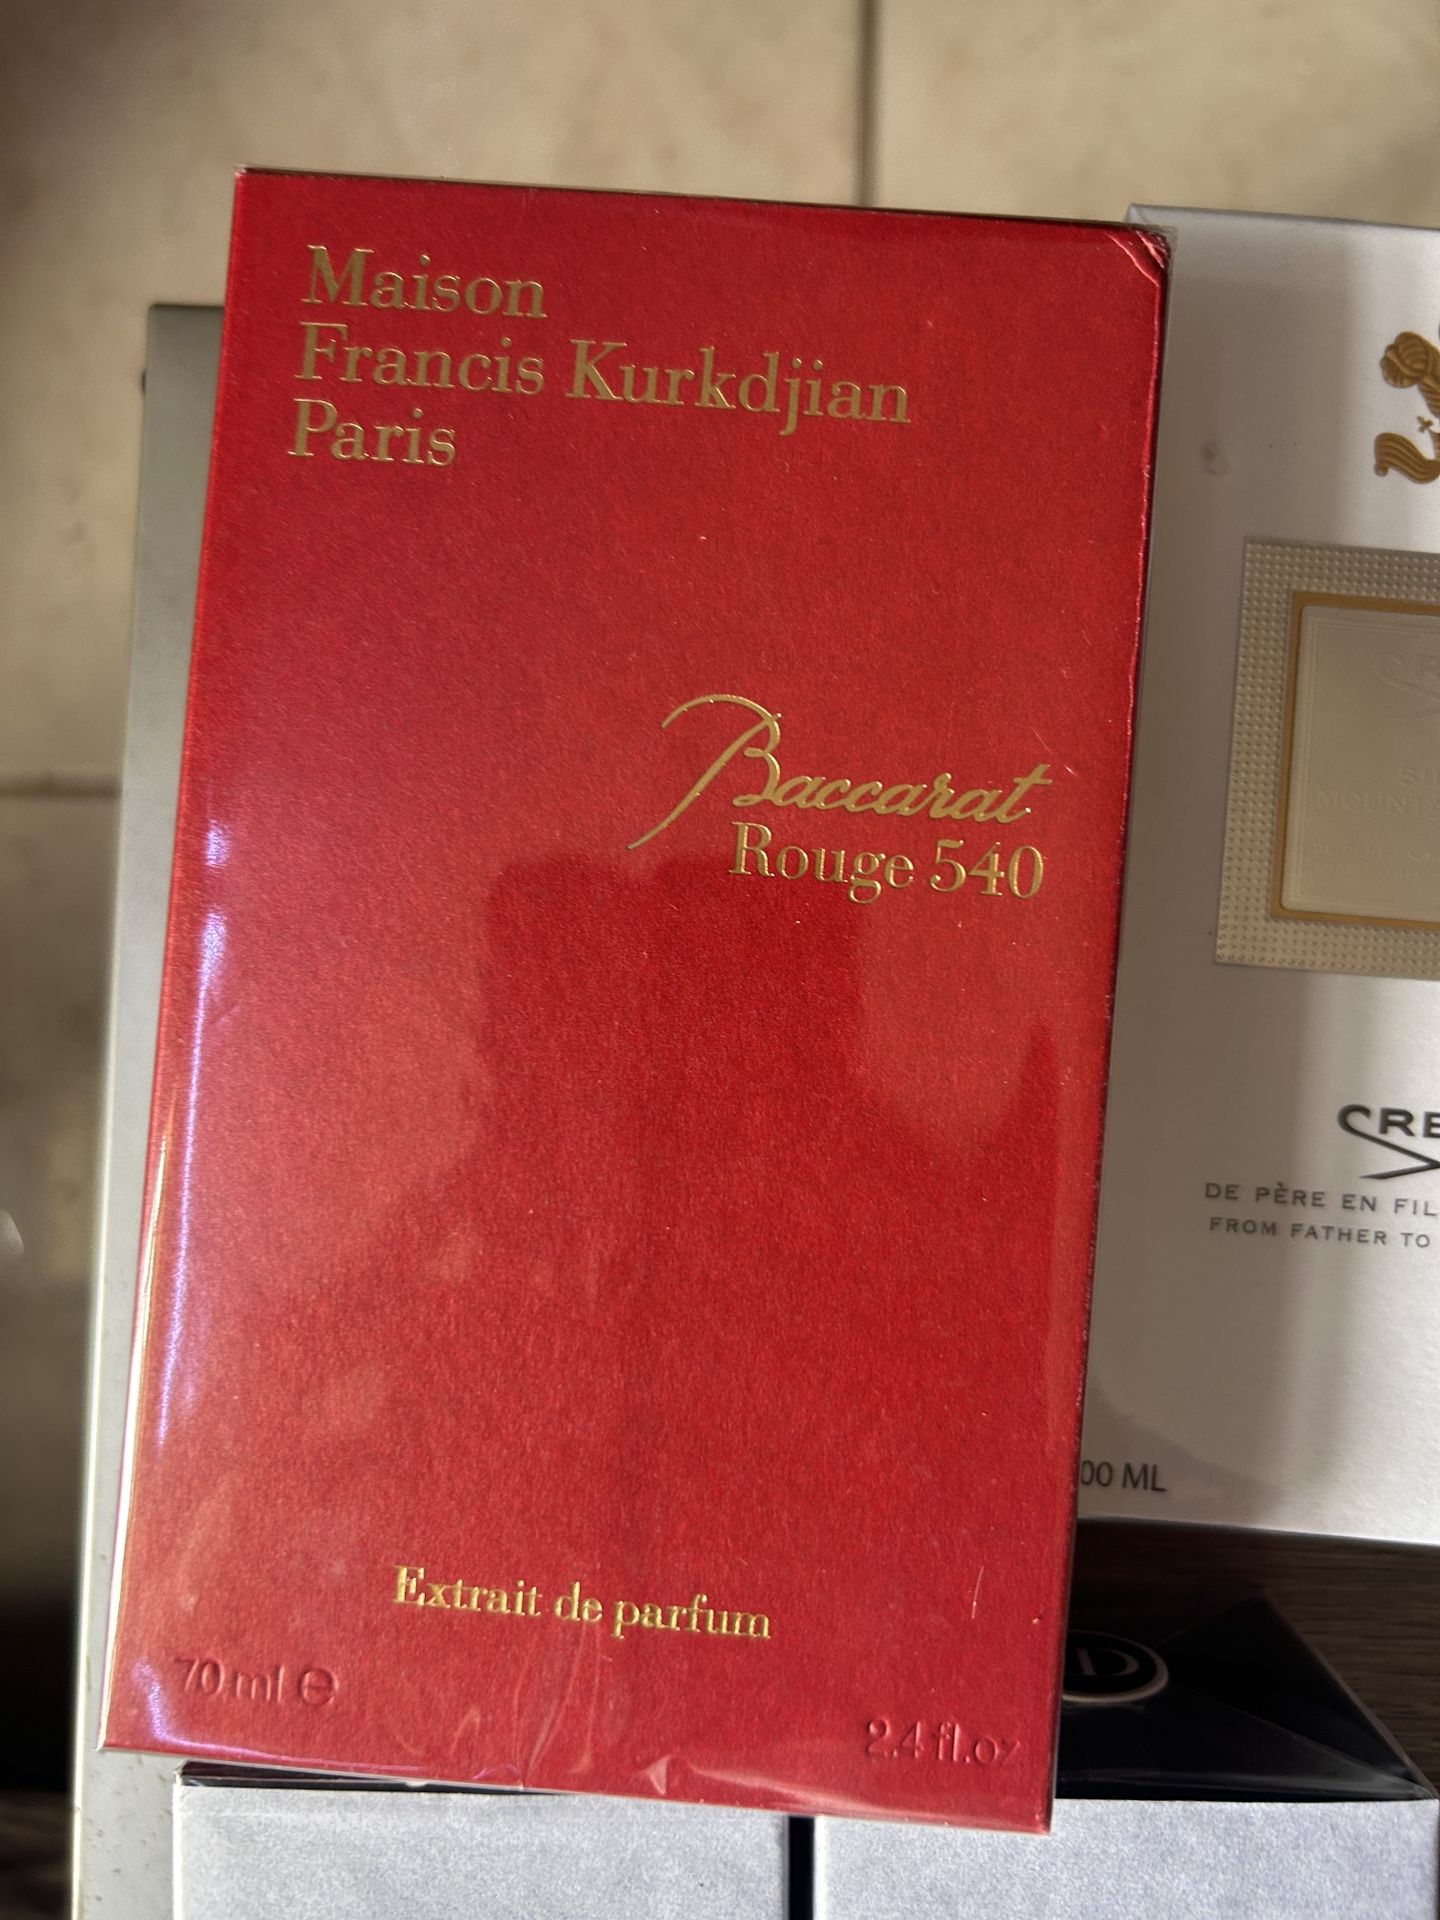 Maison
Francis Kurkdjian
Paris
Baccarat
Rouge 540
Extrait de parfum
70 ml ℮
2.4 fl.oz
CRE
DE PÈRE EN FIL
FROM FATHER TO
00 ML